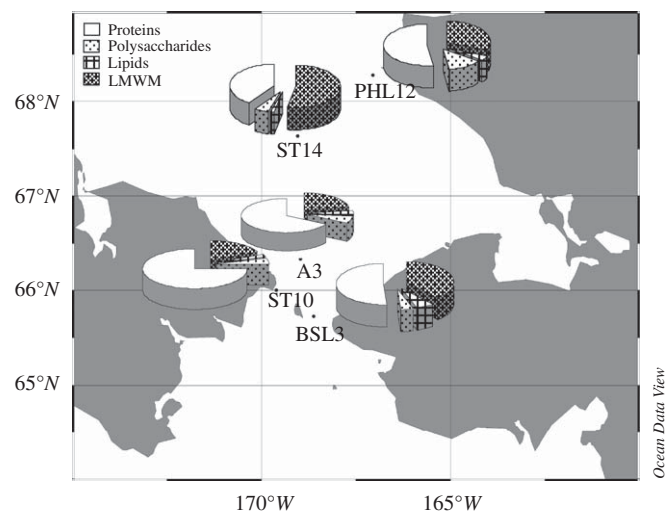 Proteins
Polysaccharides
Lipids
LMWM
68°N
67°N
66°N
65°N
PHL12
ST14
A3
ST10
BSL3
170°W
165°W
Ocean Data View